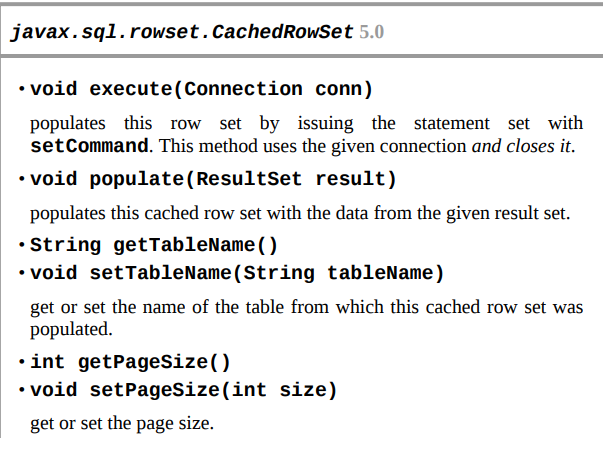 javax.sql.rowset.CachedRowSet 5.0
• void execute(Connection conn)
populates this row set by issuing the statement set with
setCommand. This method uses the given connection and closes it.
• void populate(ResultSet result)
populates this cached row set with the data from the given result set.
• String getTableName()
• void setTableName(String tableName)
get or set the name of the table from which this cached row set was
populated.
• int getPageSize()
• void setPageSize(int size)
get or set the page size.